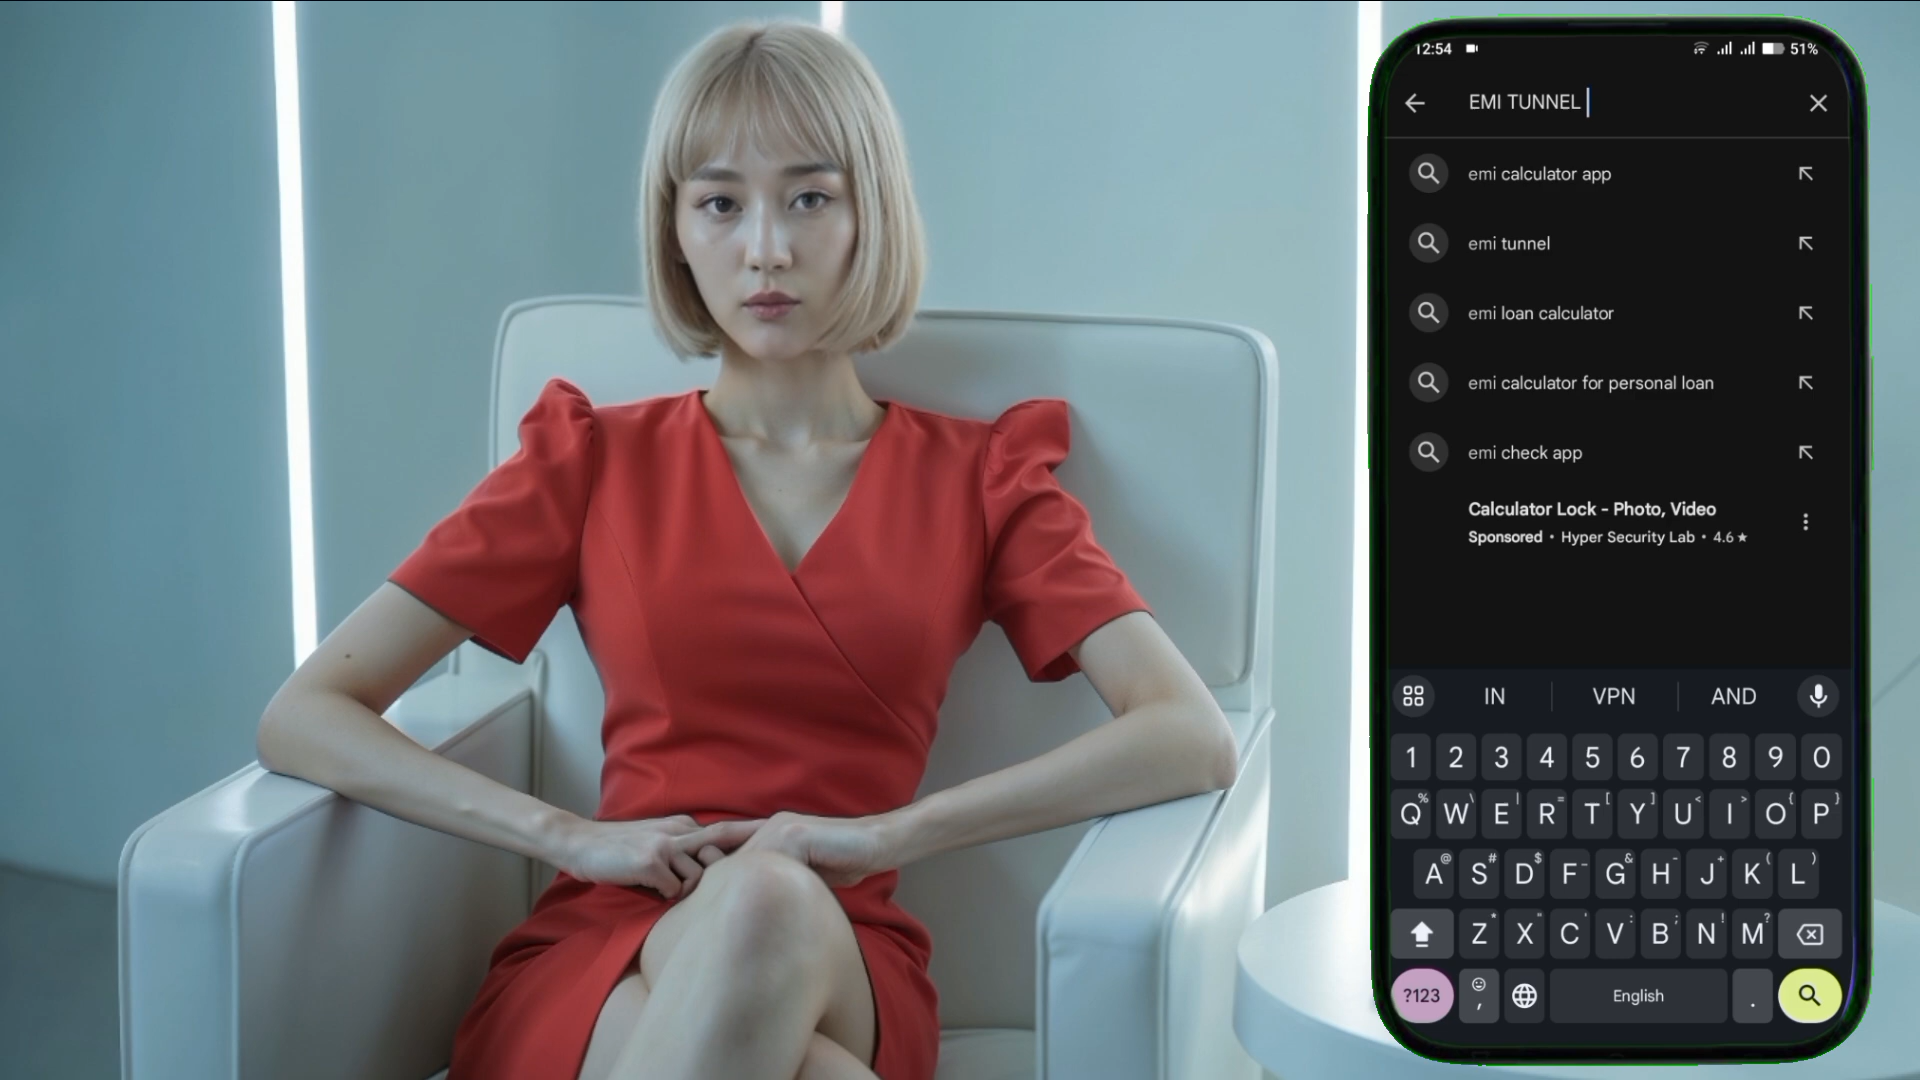 12:54
51%
EMI TUNNEL
emi calculator app
emi tunnel
emi loan calculator
emi calculator for personal loan
emi check app
Calculator Lock - Photo, Video
Sponsored • Hyper Security Lab • 4.6 ★
IN VPN AND
1 2 3 4 5 6 7 8 9 0
Q W E R T Y U I O P
% \ | = [ ] < > { }
A S D F G H J K L
@ # $ - & - + ( )
Z X C V B N M
* " ' : ; ! ?
?123 , English .